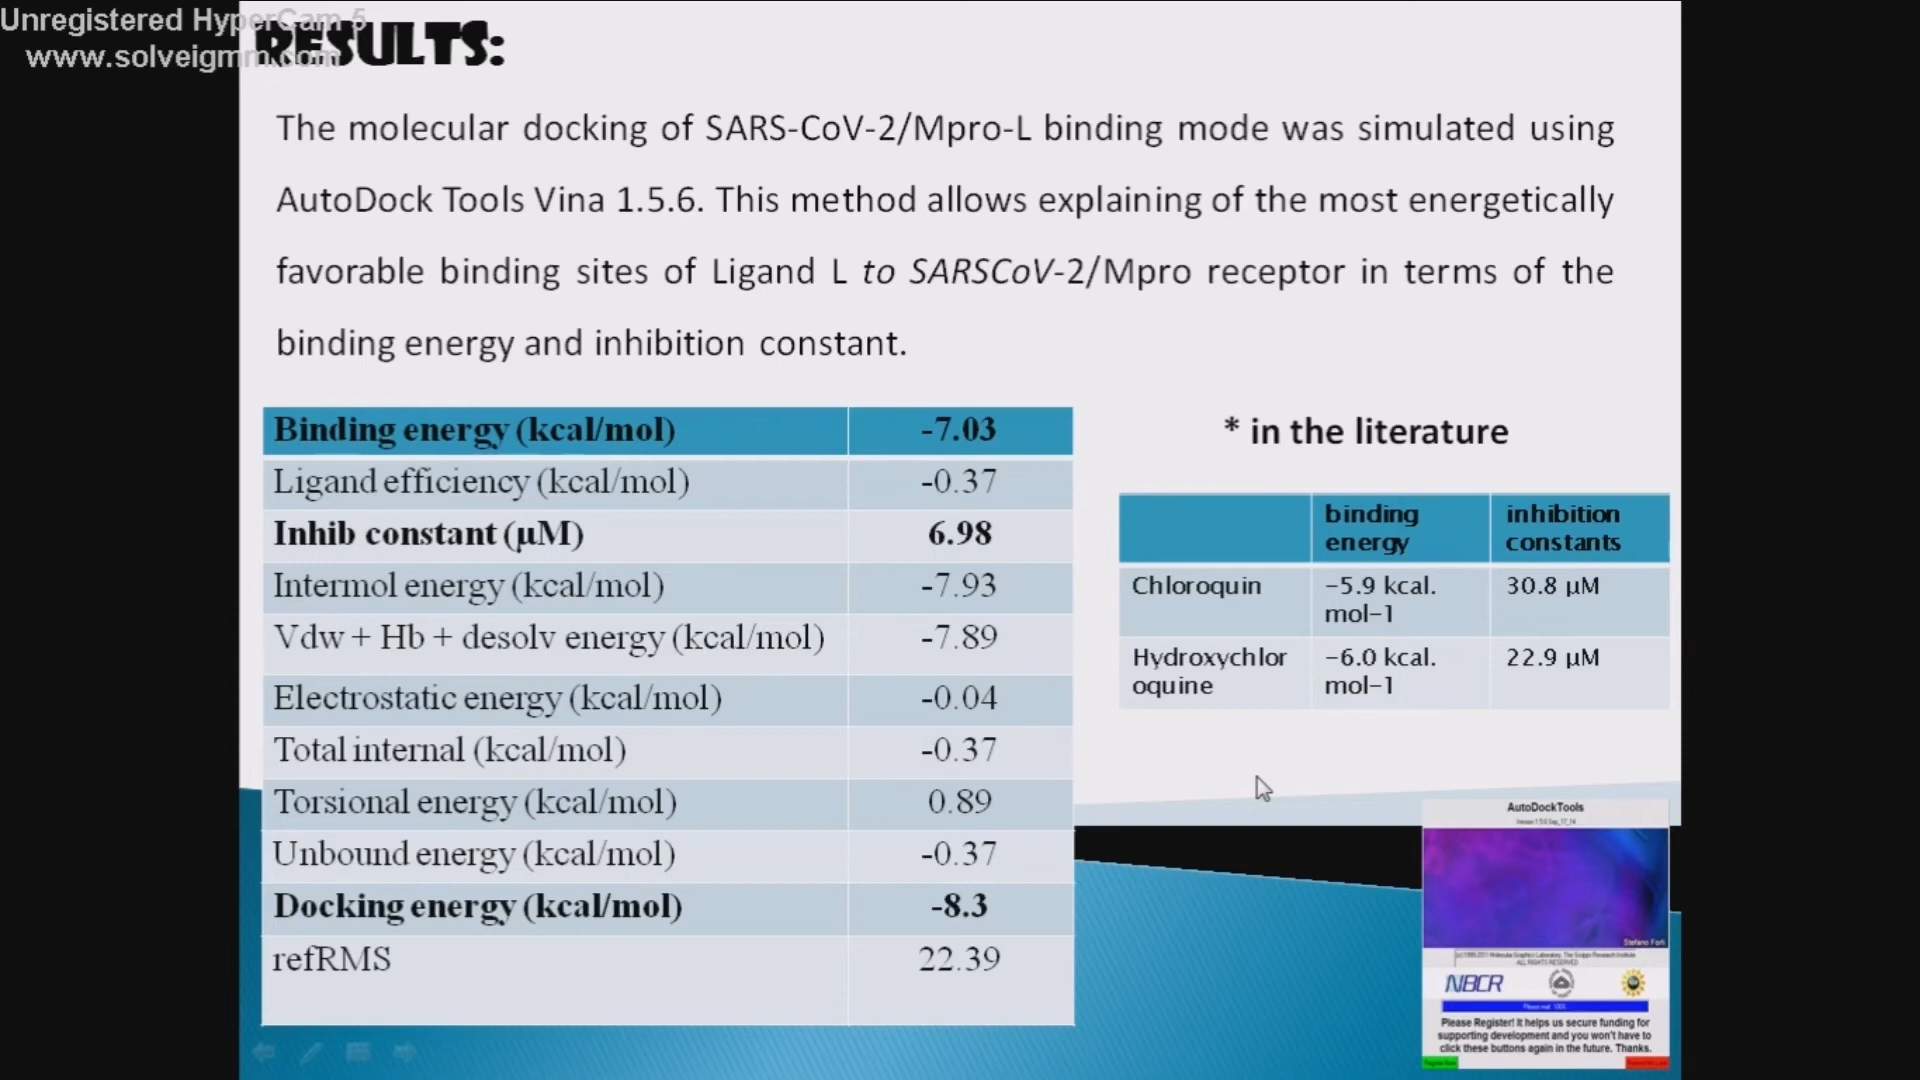 Unregistered HyperCam 5
www.solveigmm.com
RESULTS:
The molecular docking of SARS-CoV-2/Mpro-L binding mode was simulated using
AutoDock Tools Vina 1.5.6. This method allows explaining of the most energetically
favorable binding sites of Ligand L to SARSCoV-2/Mpro receptor in terms of the
binding energy and inhibition constant.
Binding energy (kcal/mol) -7.03
Ligand efficiency (kcal/mol) -0.37
Inhib constant (µM) 6.98
Intermol energy (kcal/mol) -7.93
Vdw + Hb + desolv energy (kcal/mol) -7.89
Electrostatic energy (kcal/mol) -0.04
Total internal (kcal/mol) -0.37
Torsional energy (kcal/mol) 0.89
Unbound energy (kcal/mol) -0.37
Docking energy (kcal/mol) -8.3
refRMS 22.39
* in the literature
binding inhibition
energy constants
Chloroquin −5.9 kcal. 30.8 µM
mol−1
Hydroxychlor −6.0 kcal. 22.9 µM
oquine mol−1
AutoDockTools
Stefano Forli
ALL RIGHTS RESERVED
NBCR
Please Register! It helps us secure funding for
supporting development and you won't have to
click these buttons again in the future. Thanks.